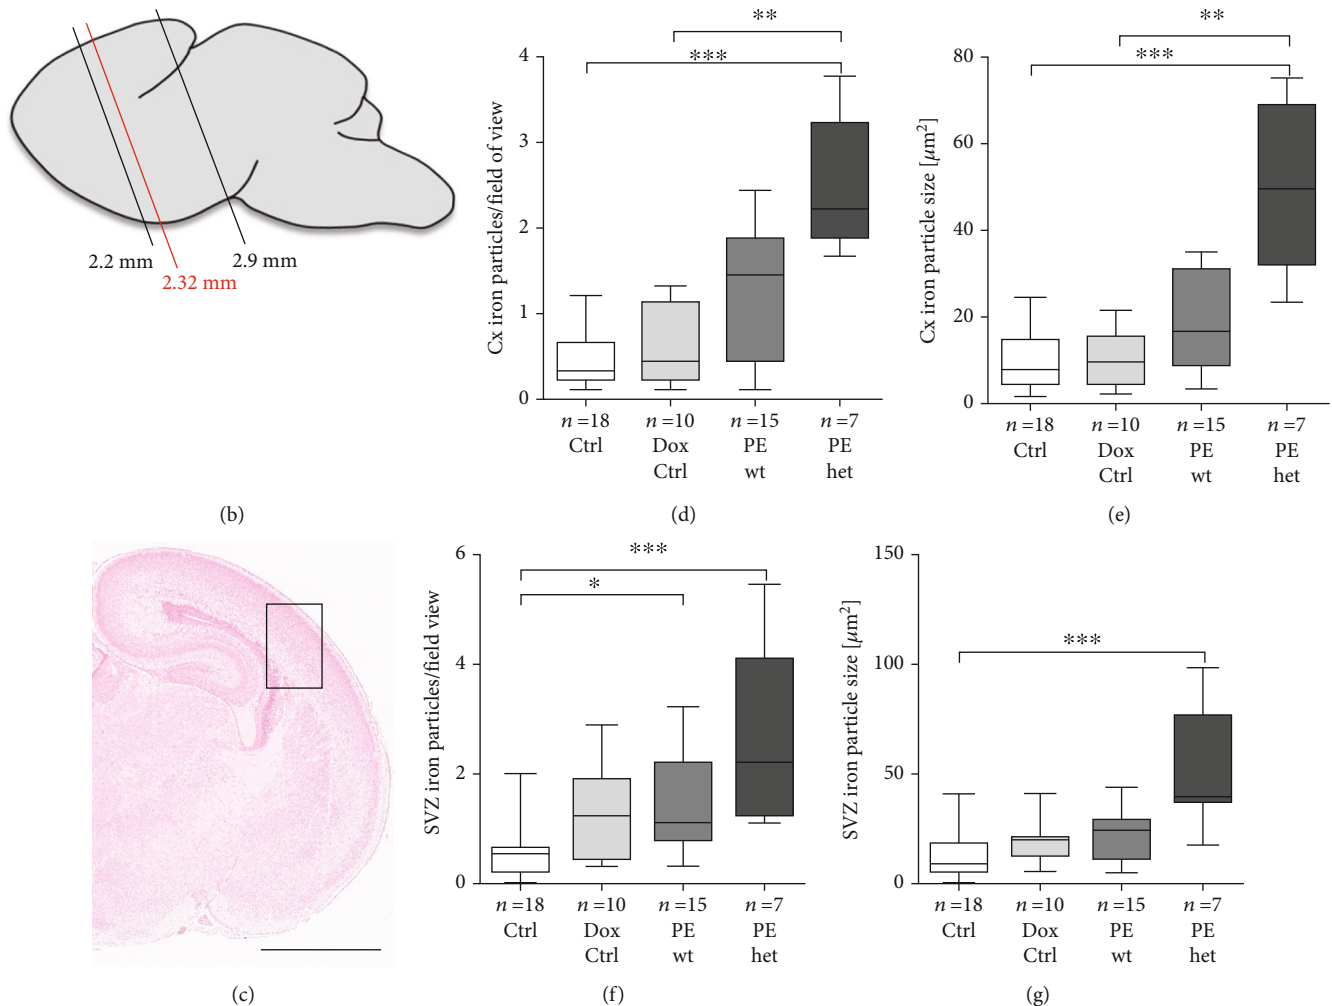 2.2 mm
2.32 mm
2.9 mm
(b)
Cx iron particles/field of view
4
3
2
1
0
**
***
n =18 n =10 n =15 n =7
Ctrl Dox PE PE
Ctrl wt het
(d)
Cx iron particle size [μm²]
80
60
40
20
0
**
***
n =18 n =10 n =15 n =7
Ctrl Dox PE PE
Ctrl wt het
(e)
(c)
SVZ iron particles/field view
6
4
2
0
***
*
n =18 n =10 n =15 n =7
Ctrl Dox PE PE
Ctrl wt het
(f)
SVZ iron particle size [μm²]
150
100
50
0
***
n =18 n =10 n =15 n =7
Ctrl Dox PE PE
Ctrl wt het
(g)